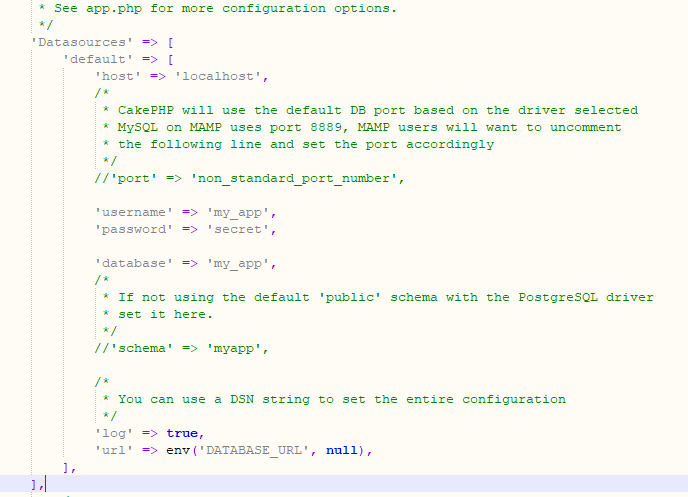 * See app.php for more configuration options.
*/
'Datasources' => [
'default' => [
'host' => 'localhost',
/*
* CakePHP will use the default DB port based on the driver selected
* MySQL on MAMP uses port 8889, MAMP users will want to uncomment
* the following line and set the port accordingly
*/
//'port' => 'non_standard_port_number',
'username' => 'my_app',
'password' => 'secret',
'database' => 'my_app',
/*
* If not using the default 'public' schema with the PostgreSQL driver
* set it here.
*/
//'schema' => 'myapp',
/*
* You can use a DSN string to set the entire configuration
*/
'log' => true,
'url' => env('DATABASE_URL', null),
],
],